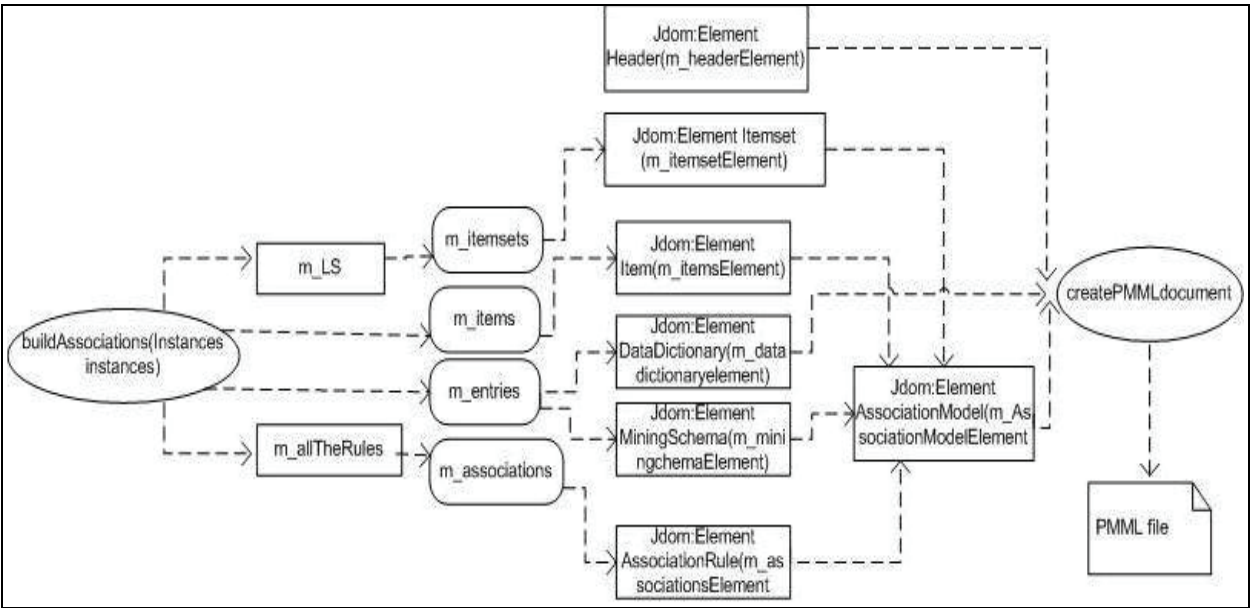 Jdom:Element
Header(m_headerElement)
Jdom:Element Itemset
(m_itemsetElement)
m_itemsets
Jdom:Element
Item(m_itemsElement)
m_LS
createPMMLdocument
m_items
buildAssociations(Instances
instances)
Jdom:Element
DataDictionary(m_data
dictionaryelement)
m_entries
Jdom:Element
AssociationModel(m_As
sociationModelElement
Jdom:Element
MiningSchema(m_mini
ngchemaElement)
m_allTheRules
m_associations
PMML file
Jdom:Element
AssociationRule(m_as
sociationsElement